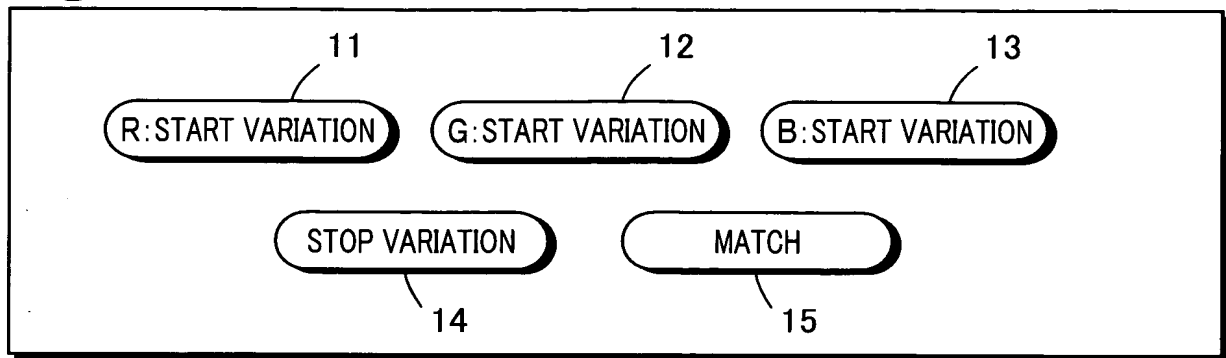 11 12 13
R:START VARIATION G:START VARIATION B:START VARIATION
STOP VARIATION MATCH
14 15